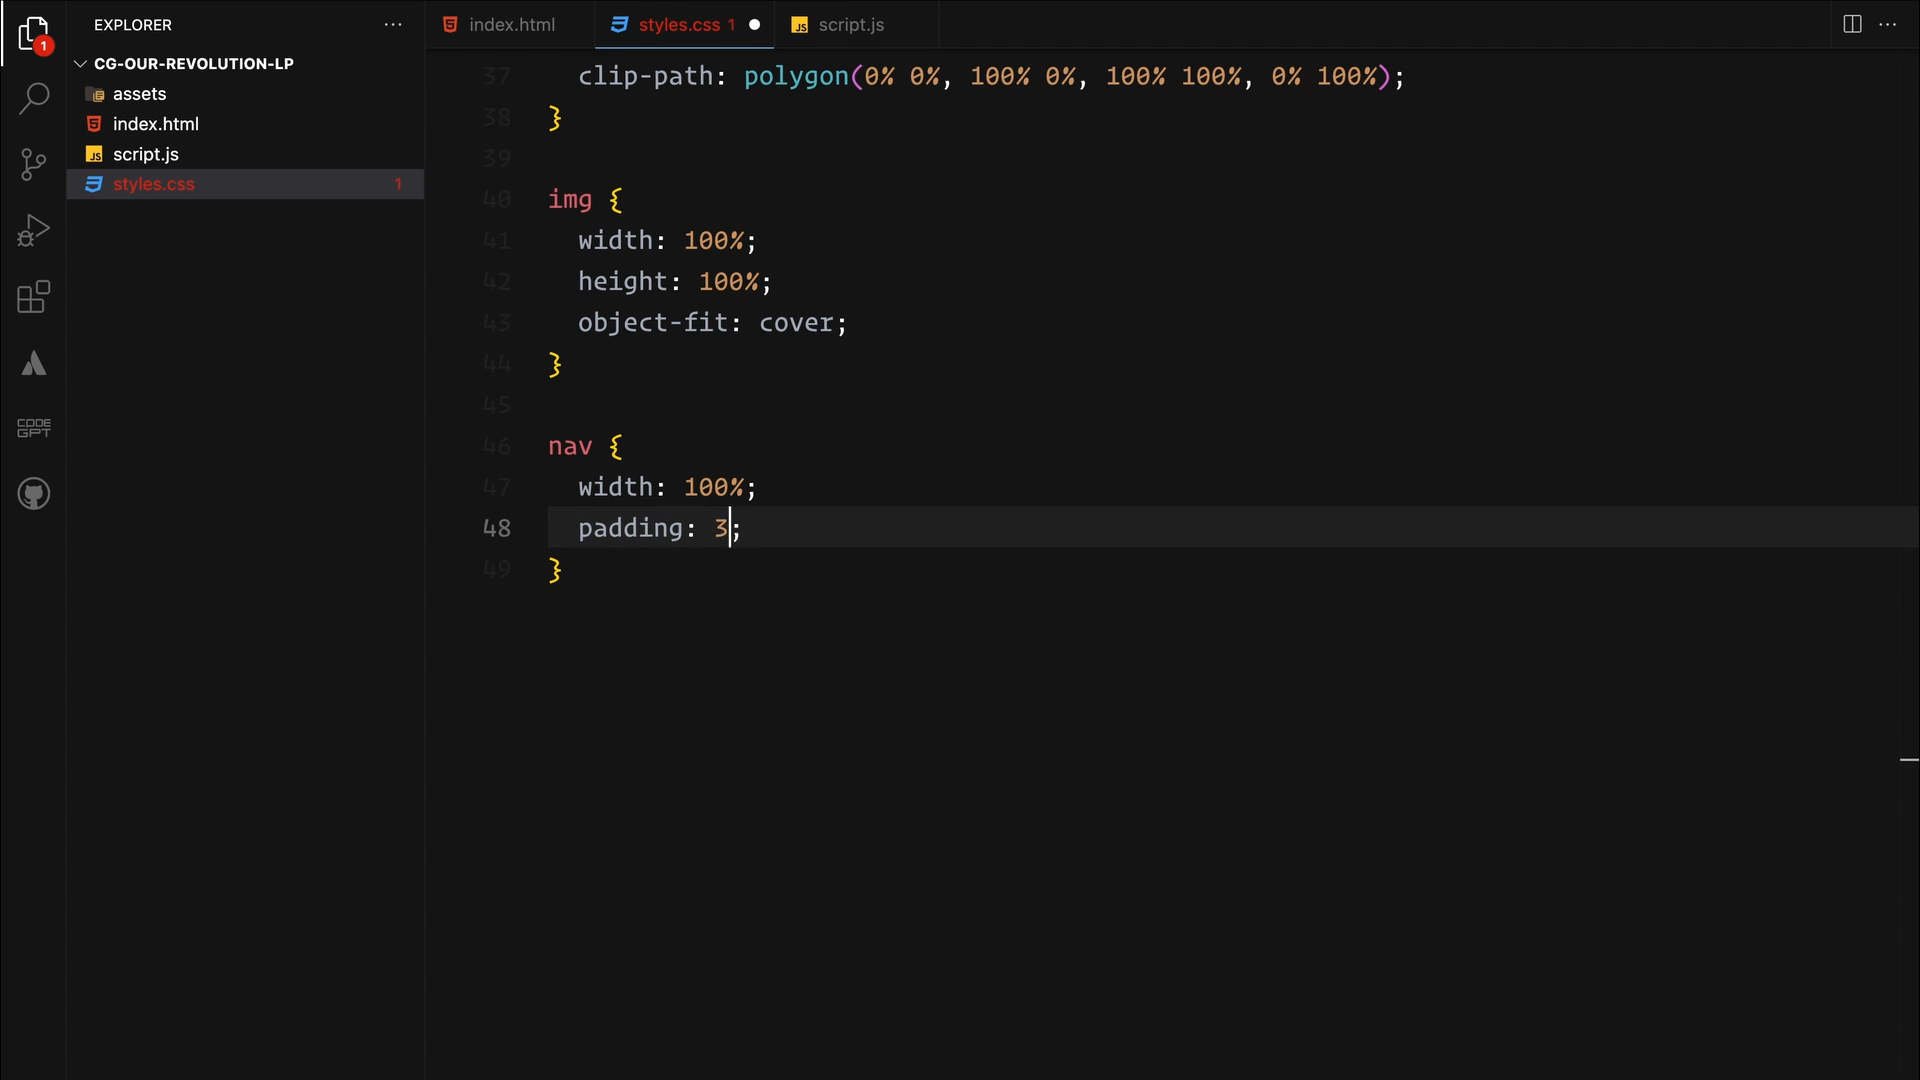 EXPLORER
CG-OUR-REVOLUTION-LP
assets
index.html
script.js
styles.css 1
1
CODE
GPT
index.html
styles.css 1
script.js
37 clip-path: polygon(0% 0%, 100% 0%, 100% 100%, 0% 100%);
38 }
39
40 img {
41 width: 100%;
42 height: 100%;
43 object-fit: cover;
44 }
45
46 nav {
47 width: 100%;
48 padding: 3;
49 }